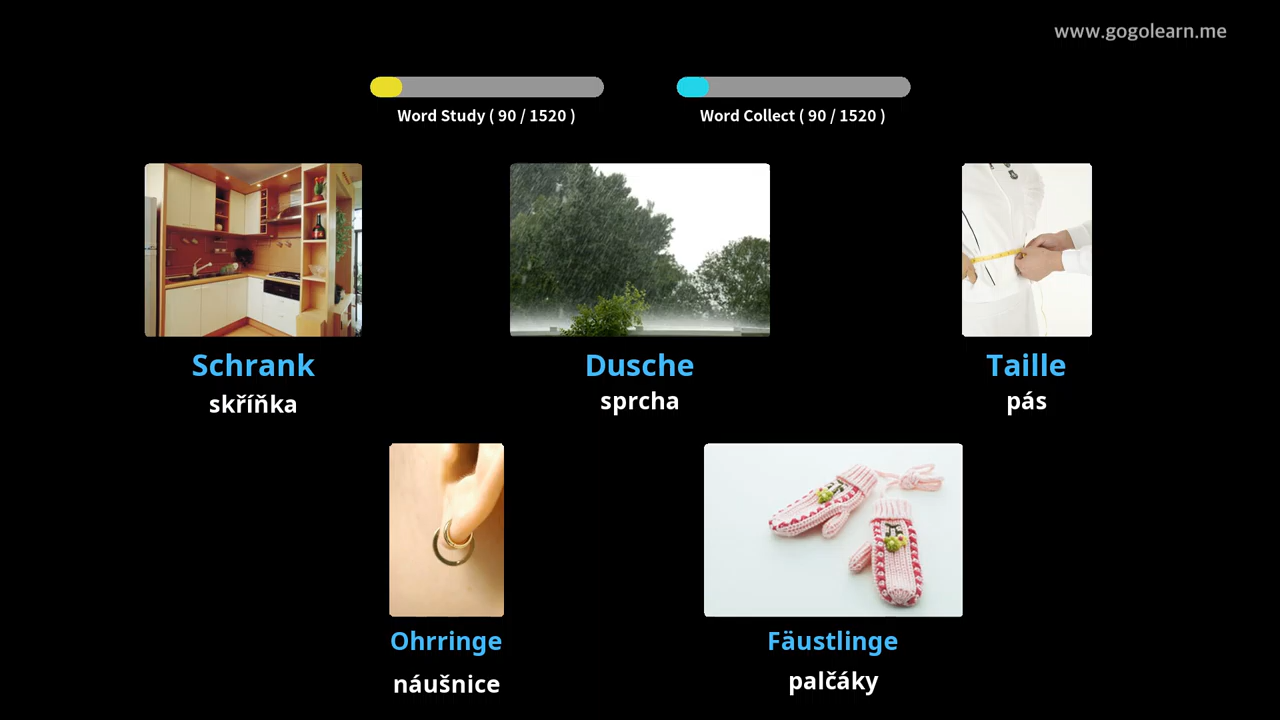 www.gogolearn.me
Word Study ( 90 / 1520 )
Word Collect ( 90 / 1520 )
Schrank
skříňka
Dusche
sprcha
Taille
pás
Ohrringe
náušnice
Fäustlinge
palčáky